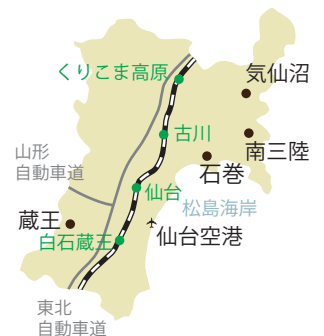 くりこま高原
気仙沼
古川
南三陸
石巻
山形
自動車道
仙台
松島海岸
蔵王
仙台空港
白石蔵王
東北
自動車道